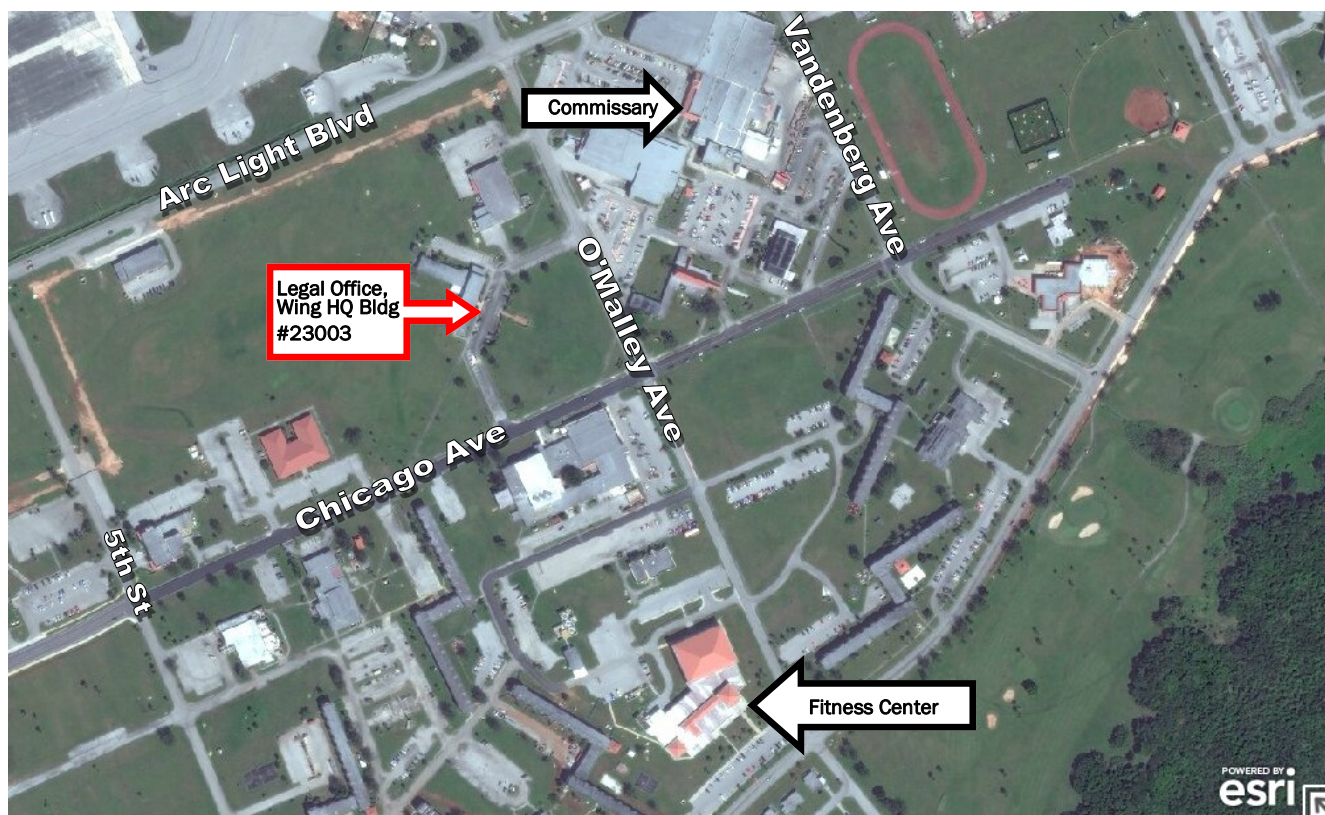 Commissary
Vandenberg Ave
Arc Light Blvd
O'Malley Ave
Legal Office,
Wing HQ Bldg
#23003
Chicago Ave
5th St
Fitness Center
POWERED BY
esri